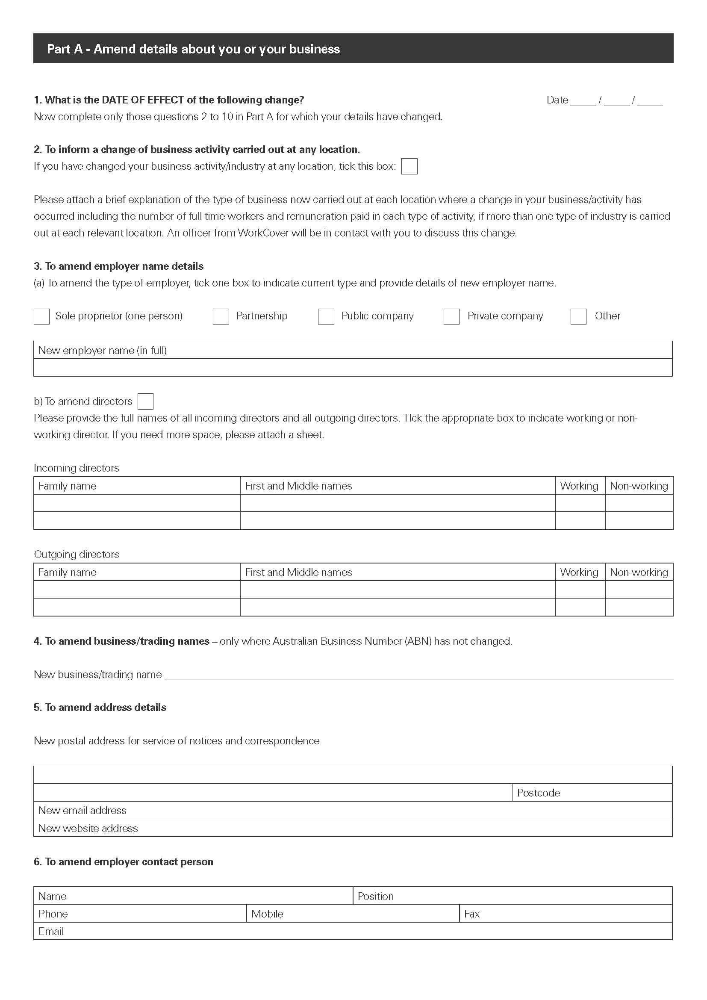 Part A - Amend details about you or your business
1. What is the DATE OF EFFECT of the following change? Date _____ / _____ / _____
Now complete only those questions 2 to 10 in Part A for which your details have changed.
2. To inform a change of business activity carried out at any location.
If you have changed your business activity/industry at any location, tick this box:
Please attach a brief explanation of the type of business now carried out at each location where a change in your business/activity has
occurred including the number of full-time workers and remuneration paid in each type of activity, if more than one type of industry is carried
out at each relevant location. An officer from WorkCover will be in contact with you to discuss this change.
3. To amend employer name details
(a) To amend the type of employer, tick one box to indicate current type and provide details of new employer name.
Sole proprietor (one person) Partnership Public company Private company Other
New employer name (in full)
b) To amend directors
Please provide the full names of all incoming directors and all outgoing directors. TIck the appropriate box to indicate working or non-
working director. If you need more space, please attach a sheet.
Incoming directors
Family name First and Middle names Working Non-working
Outgoing directors
Family name First and Middle names Working Non-working
4. To amend business/trading names – only where Australian Business Number (ABN) has not changed.
New business/trading name
5. To amend address details
New postal address for service of notices and correspondence
Postcode
New email address
New website address
6. To amend employer contact person
Name Position
Phone Mobile Fax
Email